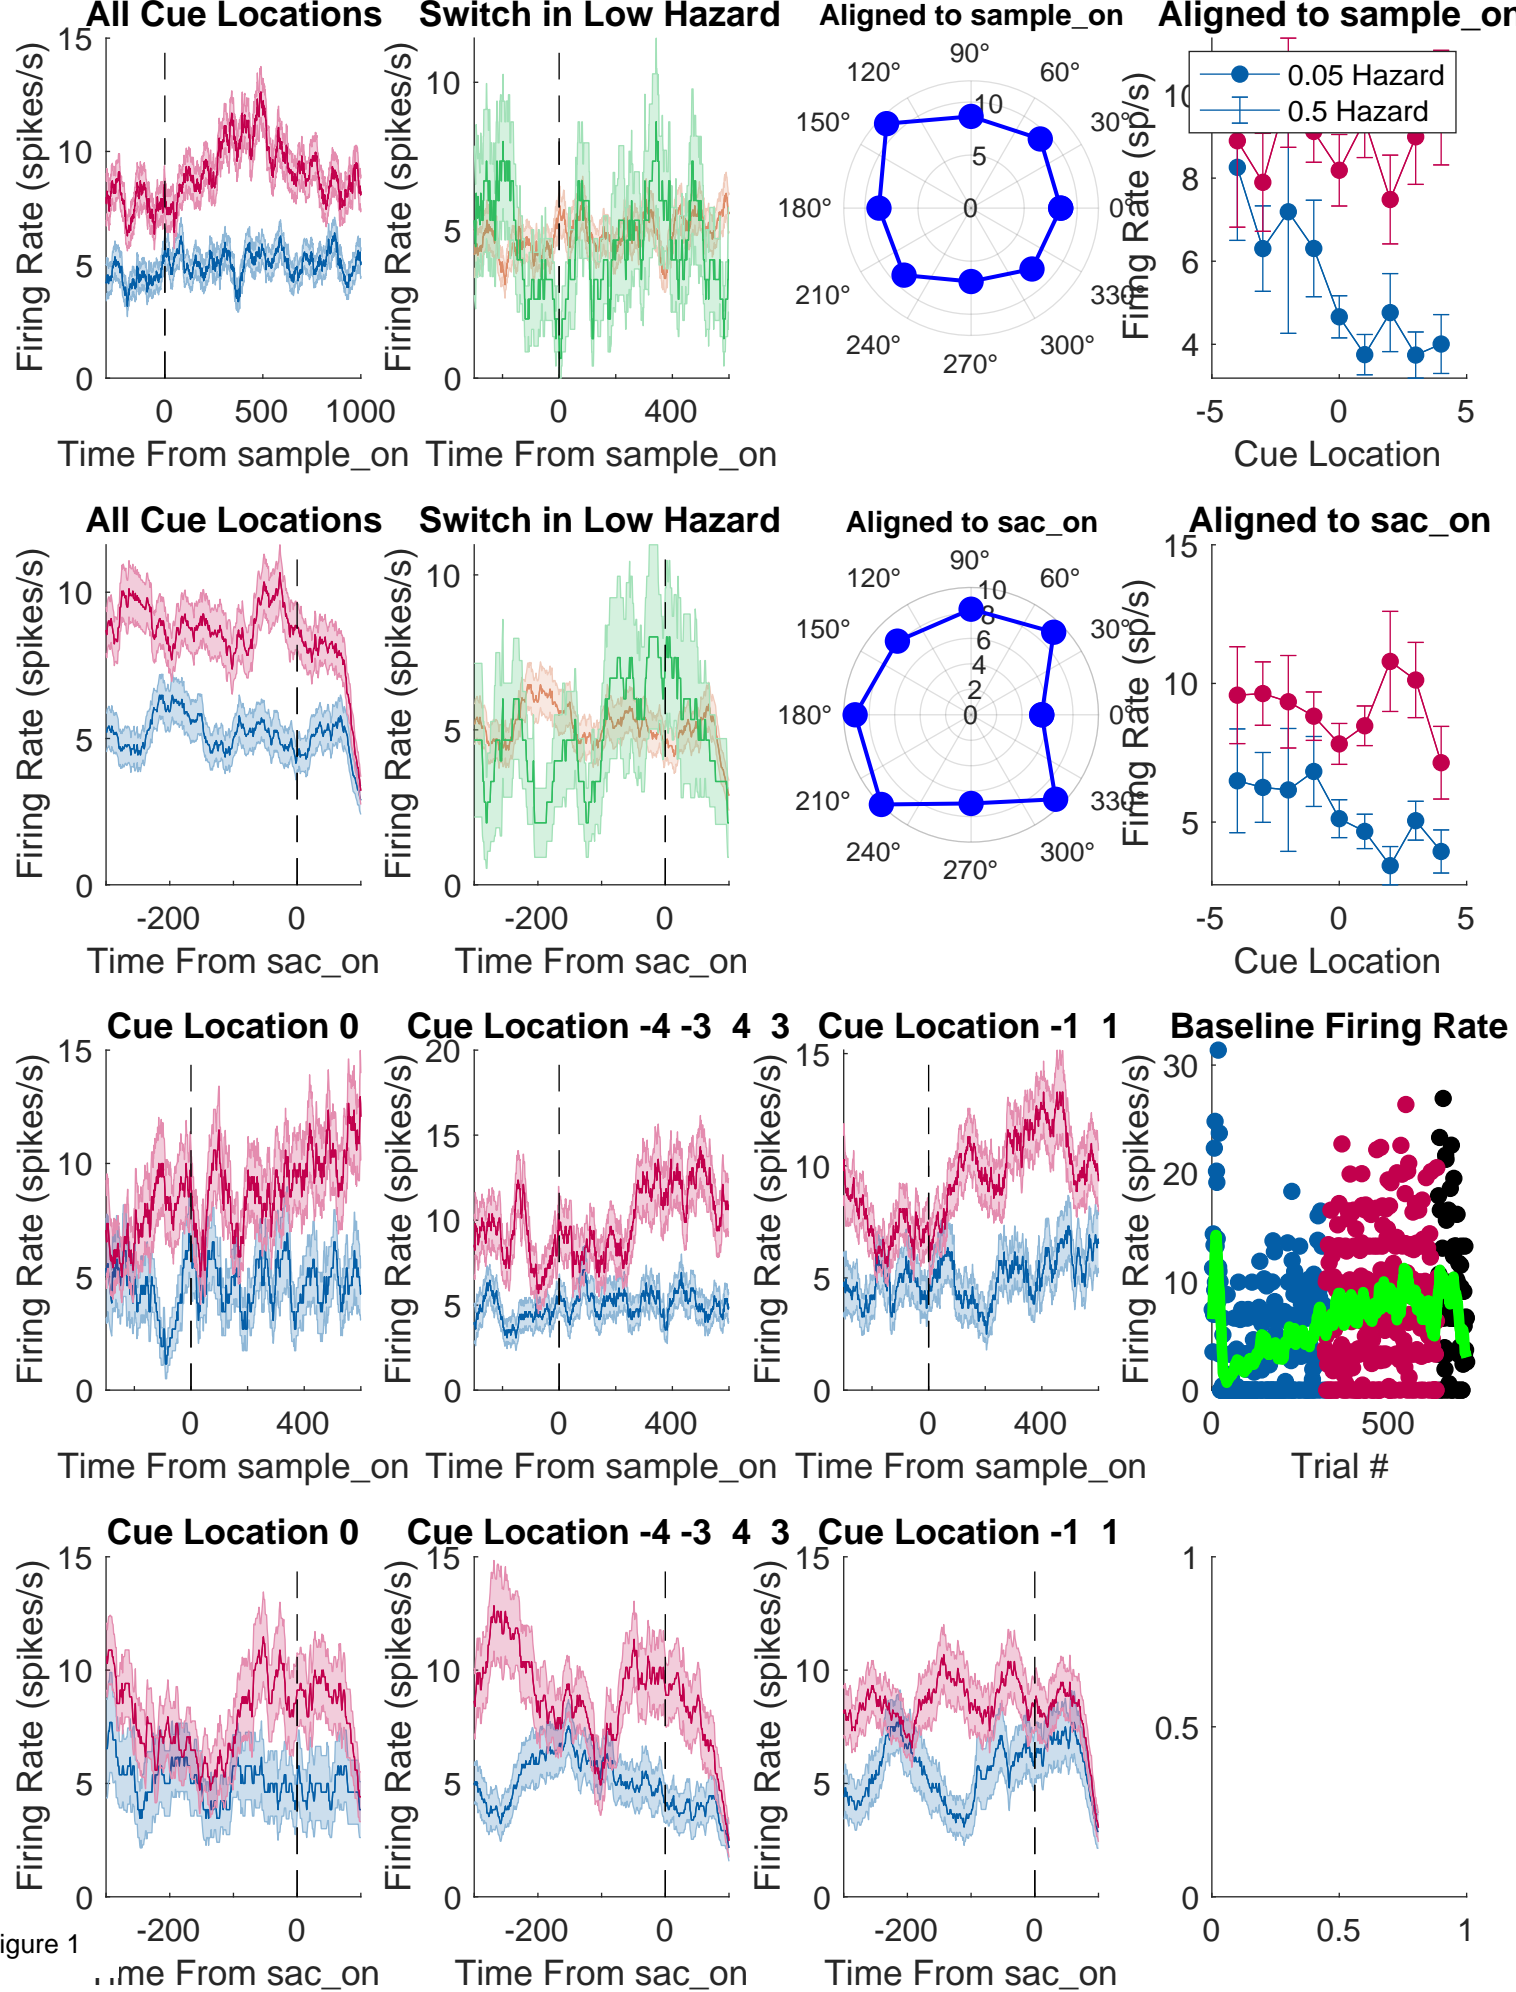 All Cue Locations
Switch in Low Hazard
Aligned to sample_on
Aligned to sample_on
Firing Rate (spikes/s)
15
10
5
0
0 500 1000
Time From sample_on
Firing Rate (spikes/s)
10
5
0
0 400
Time From sample_on
90°
120° 60°
150° 30°
180° 0°
210° 330°
240° 300°
270°
10
5
0
Firing Rate (sp/s)
0.05 Hazard
0.5 Hazard
10
8
6
4
-5 0 5
Cue Location
All Cue Locations
Switch in Low Hazard
Aligned to sac_on
Aligned to sac_on
Firing Rate (spikes/s)
10
5
0
-200 0
Time From sac_on
Firing Rate (spikes/s)
10
5
0
-200 0
Time From sac_on
90°
120° 60°
150° 30°
180° 0°
210° 330°
240° 300°
270°
10
8
6
4
2
0
Firing Rate (sp/s)
15
10
5
-5 0 5
Cue Location
Cue Location 0
Cue Location -4 -3 4 3
Cue Location -1 1
Baseline Firing Rate
Firing Rate (spikes/s)
15
10
5
0
0 400
Time From sample_on
Firing Rate (spikes/s)
20
15
10
5
0
0 400
Time From sample_on
Firing Rate (spikes/s)
15
10
5
0
0 400
Time From sample_on
Firing Rate (spikes/s)
30
20
10
0
0 500
Trial #
Cue Location 0
Cue Location -4 -3 4 3
Cue Location -1 1
Firing Rate (spikes/s)
15
10
5
0
-200 0
Time From sac_on
Firing Rate (spikes/s)
15
10
5
0
-200 0
Time From sac_on
Firing Rate (spikes/s)
15
10
5
0
-200 0
Time From sac_on
1
0.5
0
0 0.5 1
igure 1